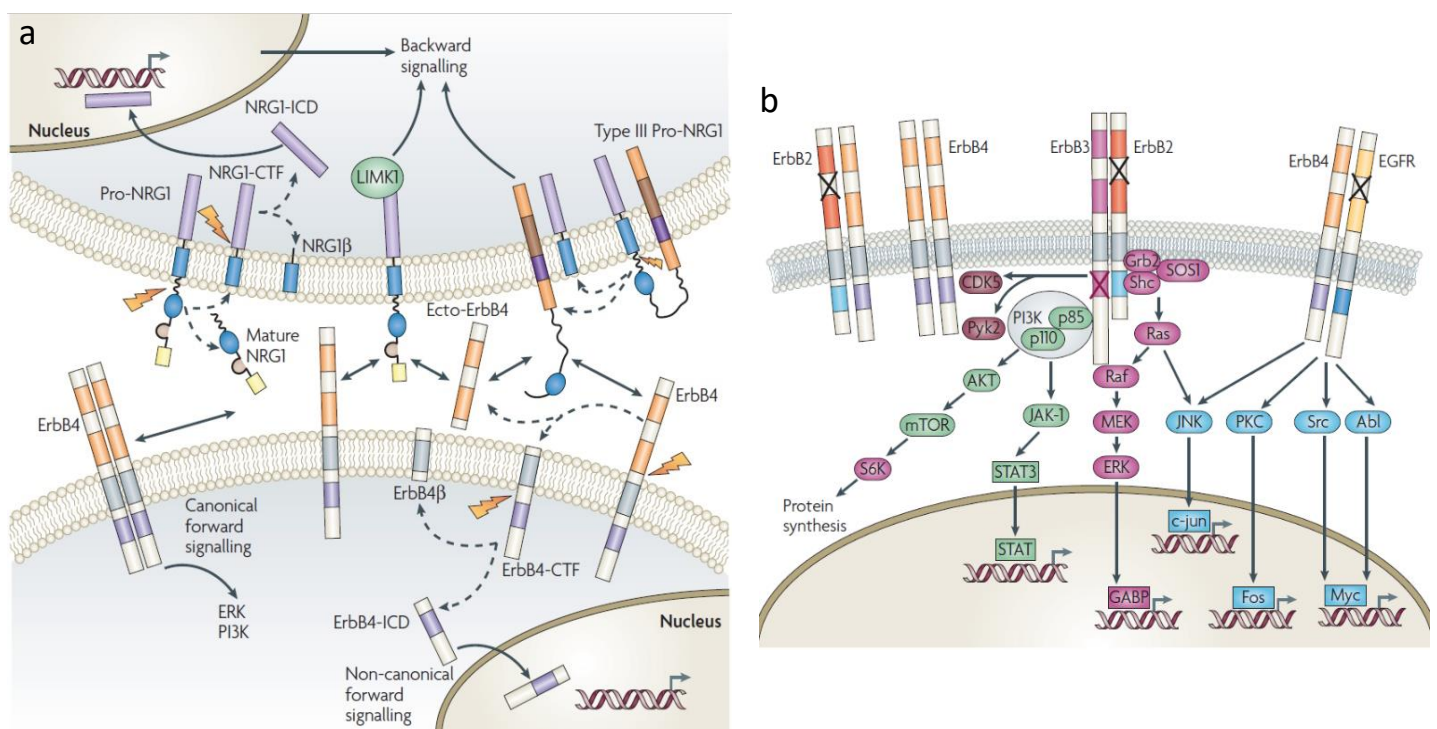 a
Backward
signalling
NRG1-ICD
Nucleus
Type III Pro-NRG1
NRG1-CTF
LIMK1
Pro-NRG1
NRG1β
Ecto-ErbB4
Mature
NRG1
ErbB4
ErbB4
ErbB4β
Canonical
forward
signalling
ErbB4-CTF
ERK
PI3K
ErbB4-ICD
Nucleus
Non-canonical
forward
signalling
b
ErbB2
ErbB4
ErbB3
ErbB2
ErbB4
EGFR
Grb2
SOS1
Shc
CDK5
Pyk2
PI3K
p85
p110
Ras
Raf
AKT
JAK-1
mTOR
MEK
JNK
PKC
Src
Abl
S6K
STAT3
ERK
Protein
synthesis
c-jun
STAT
GABP
Fos
Myc